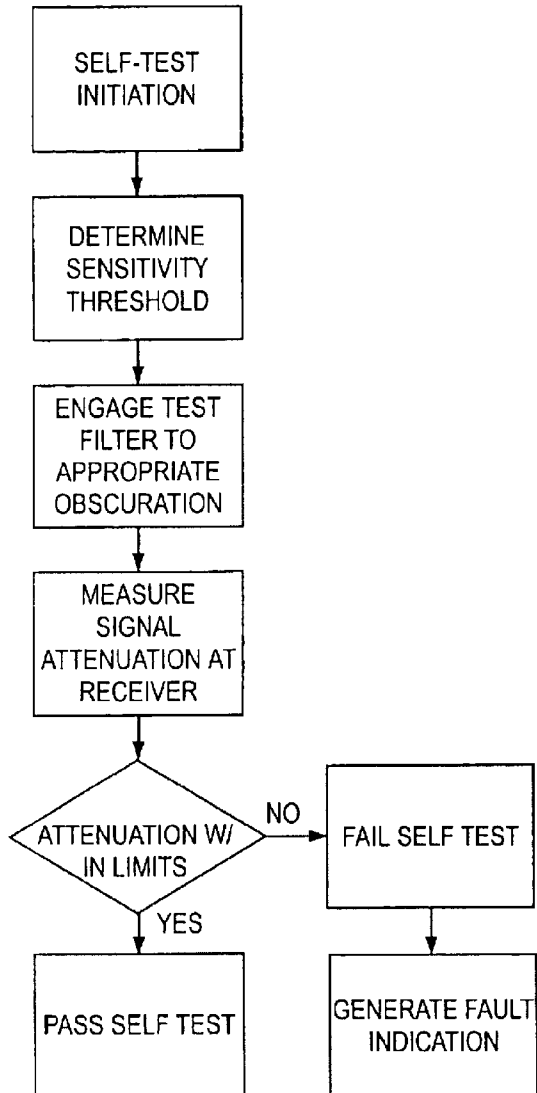 SELF-TEST
INITIATION
DETERMINE
SENSITIVITY
THRESHOLD
ENGAGE TEST
FILTER TO
APPROPRIATE
OBSCURATION
MEASURE
SIGNAL
ATTENUATION AT
RECEIVER
ATTENUATION W/
IN LIMITS
NO
FAIL SELF TEST
YES
PASS SELF TEST
GENERATE FAULT
INDICATION